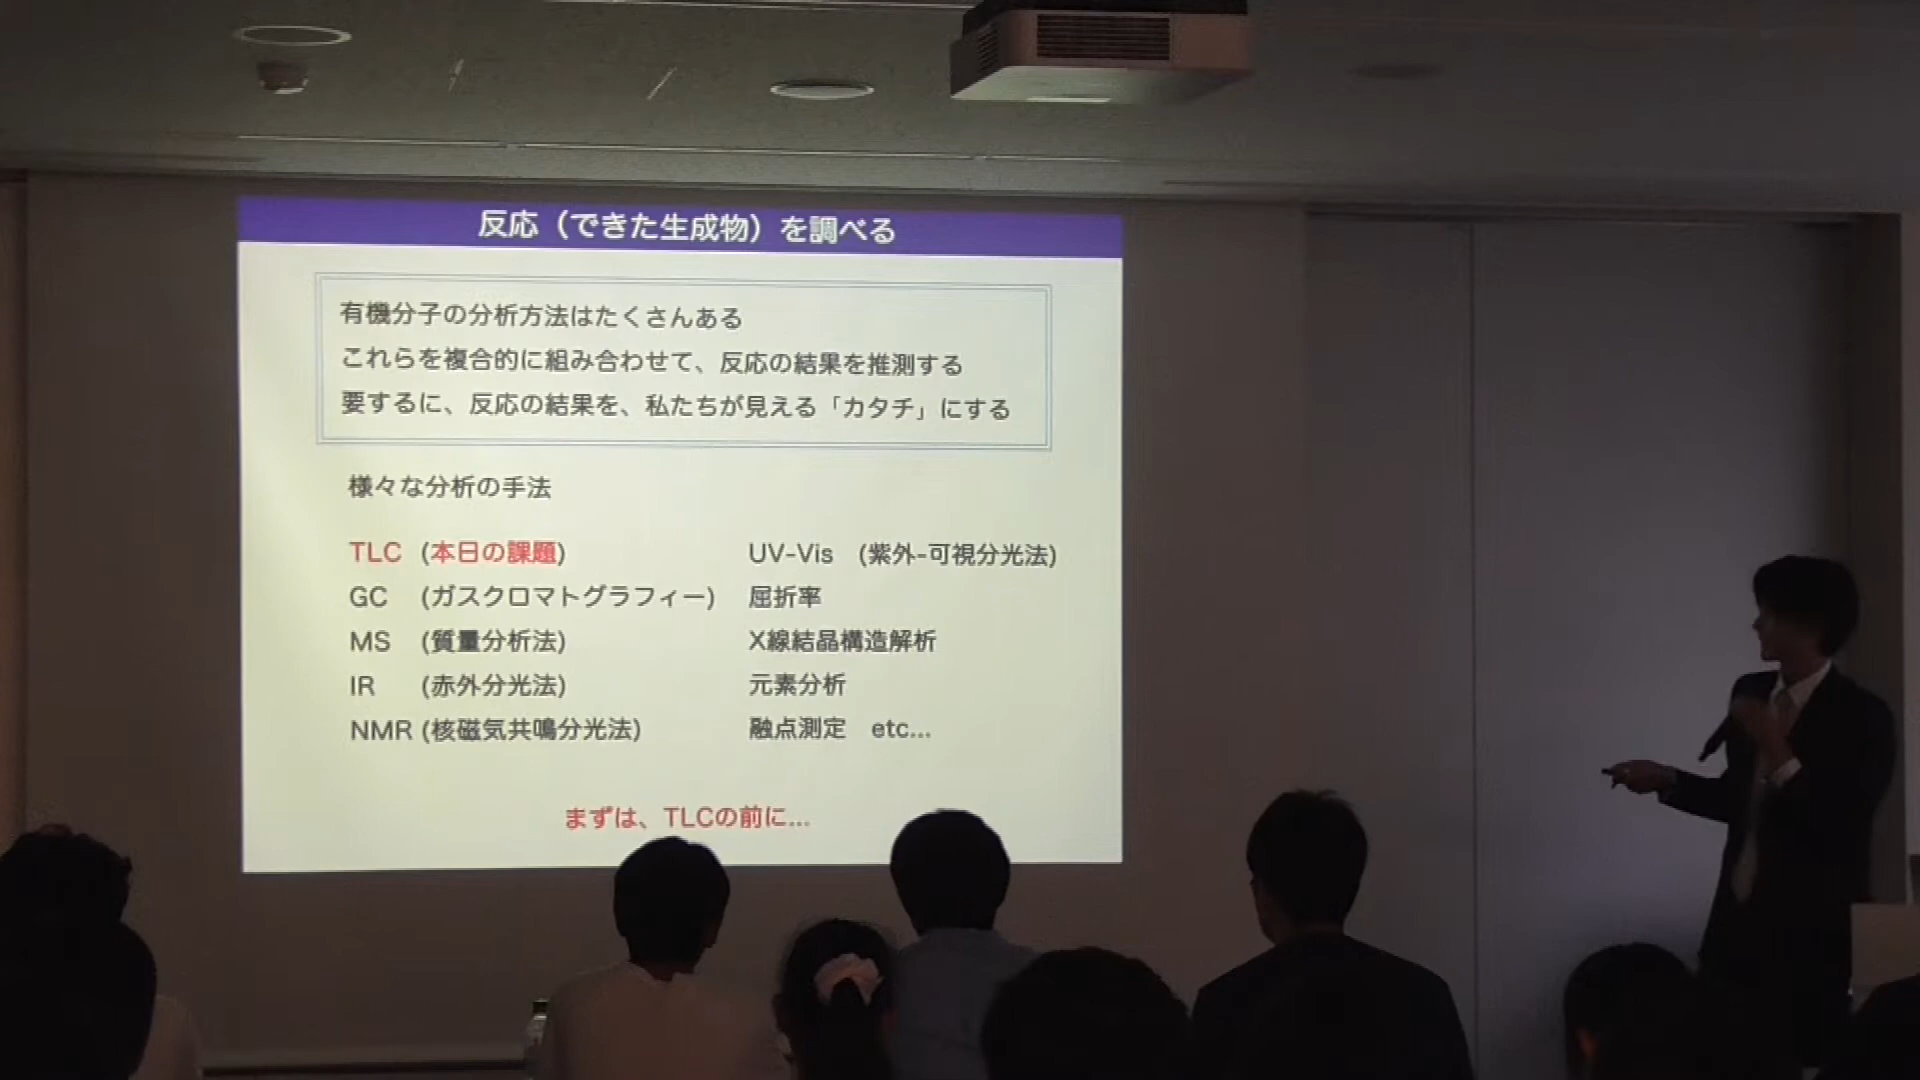 反応（できた生成物）を調べる
有機分子の分析方法はたくさんある
これらを複合的に組み合わせて、反応の結果を推測する
要するに、反応の結果を、私たちが見える「カタチ」にする
様々な分析の手法
TLC (本日の課題)
GC (ガスクロマトグラフィー)
MS (質量分析法)
IR (赤外分光法)
NMR (核磁気共鳴分光法)
UV-Vis (紫外-可視分光法)
屈折率
X線結晶構造解析
元素分析
融点測定 etc...
まずは、TLCの前に...